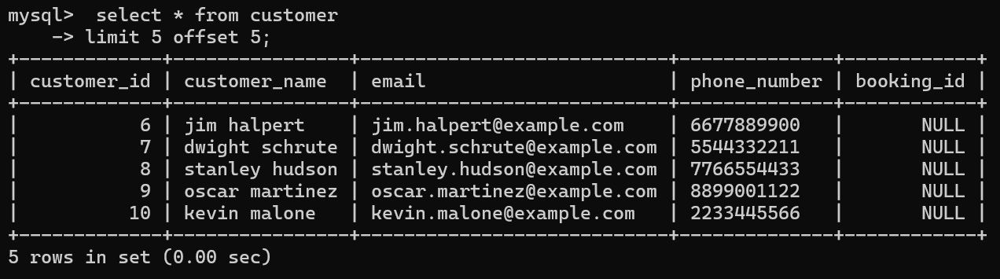 mysql>  select * from customer
    -> limit 5 offset 5;
+-------------+----------------+----------------------------+--------------+------------+
| customer_id | customer_name  | email                      | phone_number | booking_id |
+-------------+----------------+----------------------------+--------------+------------+
|           6 | jim halpert    | jim.halpert@example.com    | 6677889900   |       NULL |
|           7 | dwight schrute | dwight.schrute@example.com | 5544332211   |       NULL |
|           8 | stanley hudson | stanley.hudson@example.com | 7766554433   |       NULL |
|           9 | oscar martinez | oscar.martinez@example.com | 8899001122   |       NULL |
|          10 | kevin malone   | kevin.malone@example.com   | 2233445566   |       NULL |
+-------------+----------------+----------------------------+--------------+------------+
5 rows in set (0.00 sec)